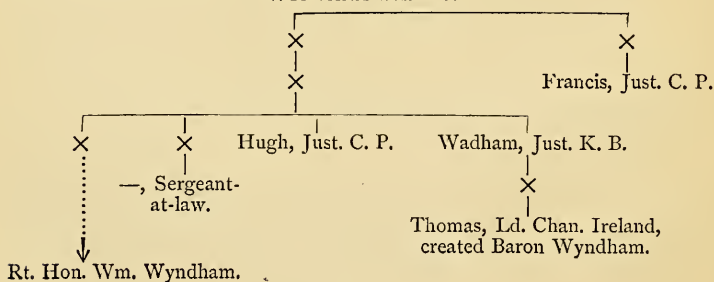 Francis, Just. C. P.
Hugh, Just. C. P. Wadham, Just. K. B.
—, Sergeant-
at-law.
Thomas, Ld. Chan. Ireland,
created Baron Wyndham.
Rt. Hon. Wm. Wyndham.